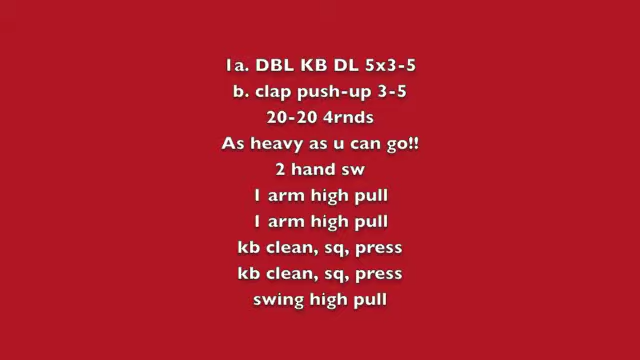 1a. DBL KB DL 5x3-5
b. clap push-up 3-5
20-20 4rnds
As heavy as u can go!!
2 hand sw
1 arm high pull
1 arm high pull
kb clean, sq, press
kb clean, sq, press
swing high pull